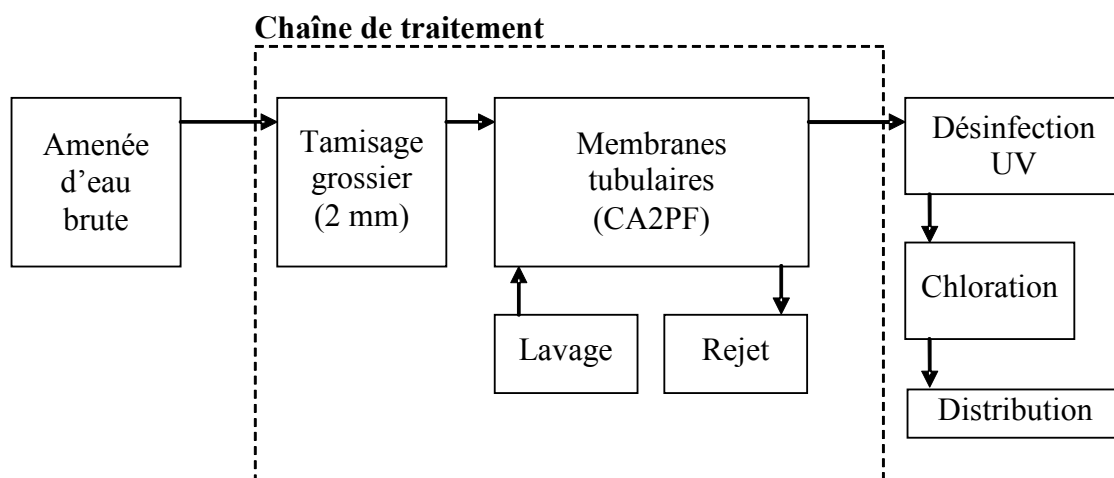 Chaîne de traitement
Amenée
d’eau
brute
Tamisage
grossier
(2 mm)
Membranes
tubulaires
(CA2PF)
Désinfection
UV
Lavage
Rejet
Chloration
Distribution